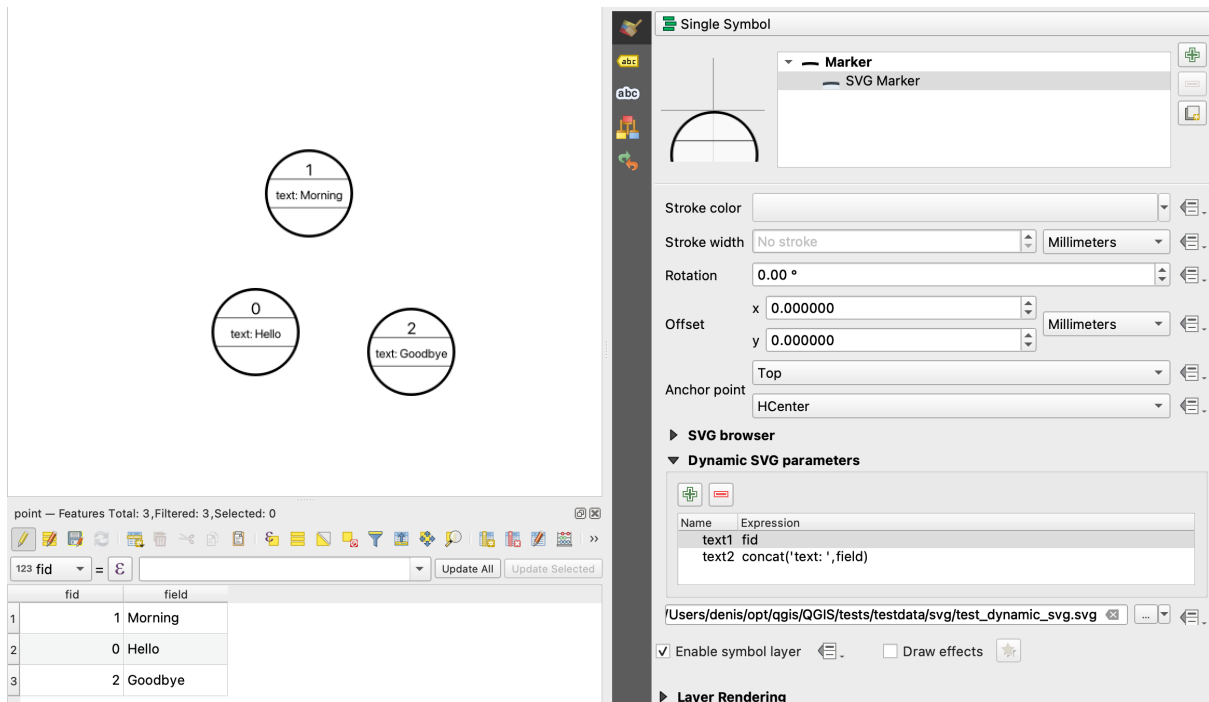 1
text: Morning
0
text: Hello
2
text: Goodbye
point — Features Total: 3,Filtered: 3,Selected: 0
123 fid = ε Update All Update Selected
fid field
1 1 Morning
2 0 Hello
3 2 Goodbye
abc
abc
Single Symbol
Marker
SVG Marker
Stroke color
Stroke width No stroke Millimeters
Rotation 0.00 °
Offset x 0.000000 Millimeters
y 0.000000
Anchor point Top
HCenter
SVG browser
Dynamic SVG parameters
Name Expression
text1 fid
text2 concat('text: ',field)
/Users/denis/opt/qgis/QGIS/tests/testdata/svg/test_dynamic_svg.svg ...
Enable symbol layer Draw effects
Layer Rendering